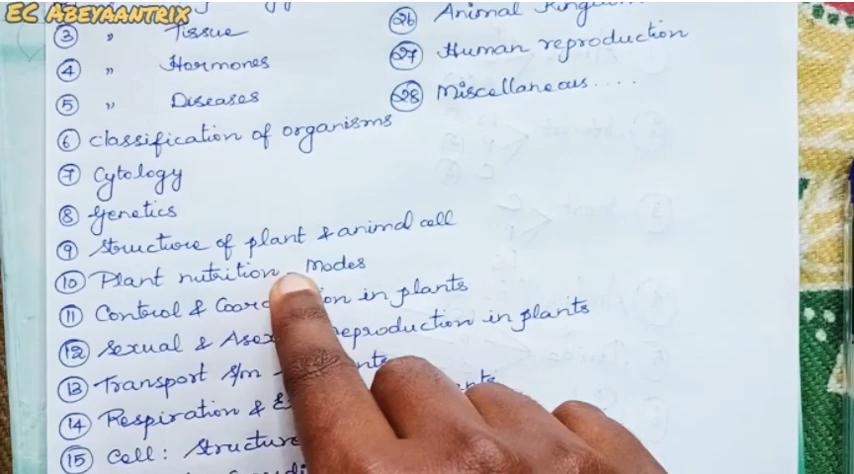 EC ABEYAANTRIX
③ " Tissue
④ " Hormones
⑤ " Diseases
⑥ classification of organisms
⑦ Cytology
⑧ Genetics
⑨ Structure of plant & animal cell
⑩ Plant nutrition - Modes
⑪ Control & in plants
⑫ Sexual & reproduction in plants
⑬ Transport s/m
⑭ Respiration &
⑮ Cell : Structure
㉖ Animal
㉗ Human reproduction
㉘ Miscellaneous....